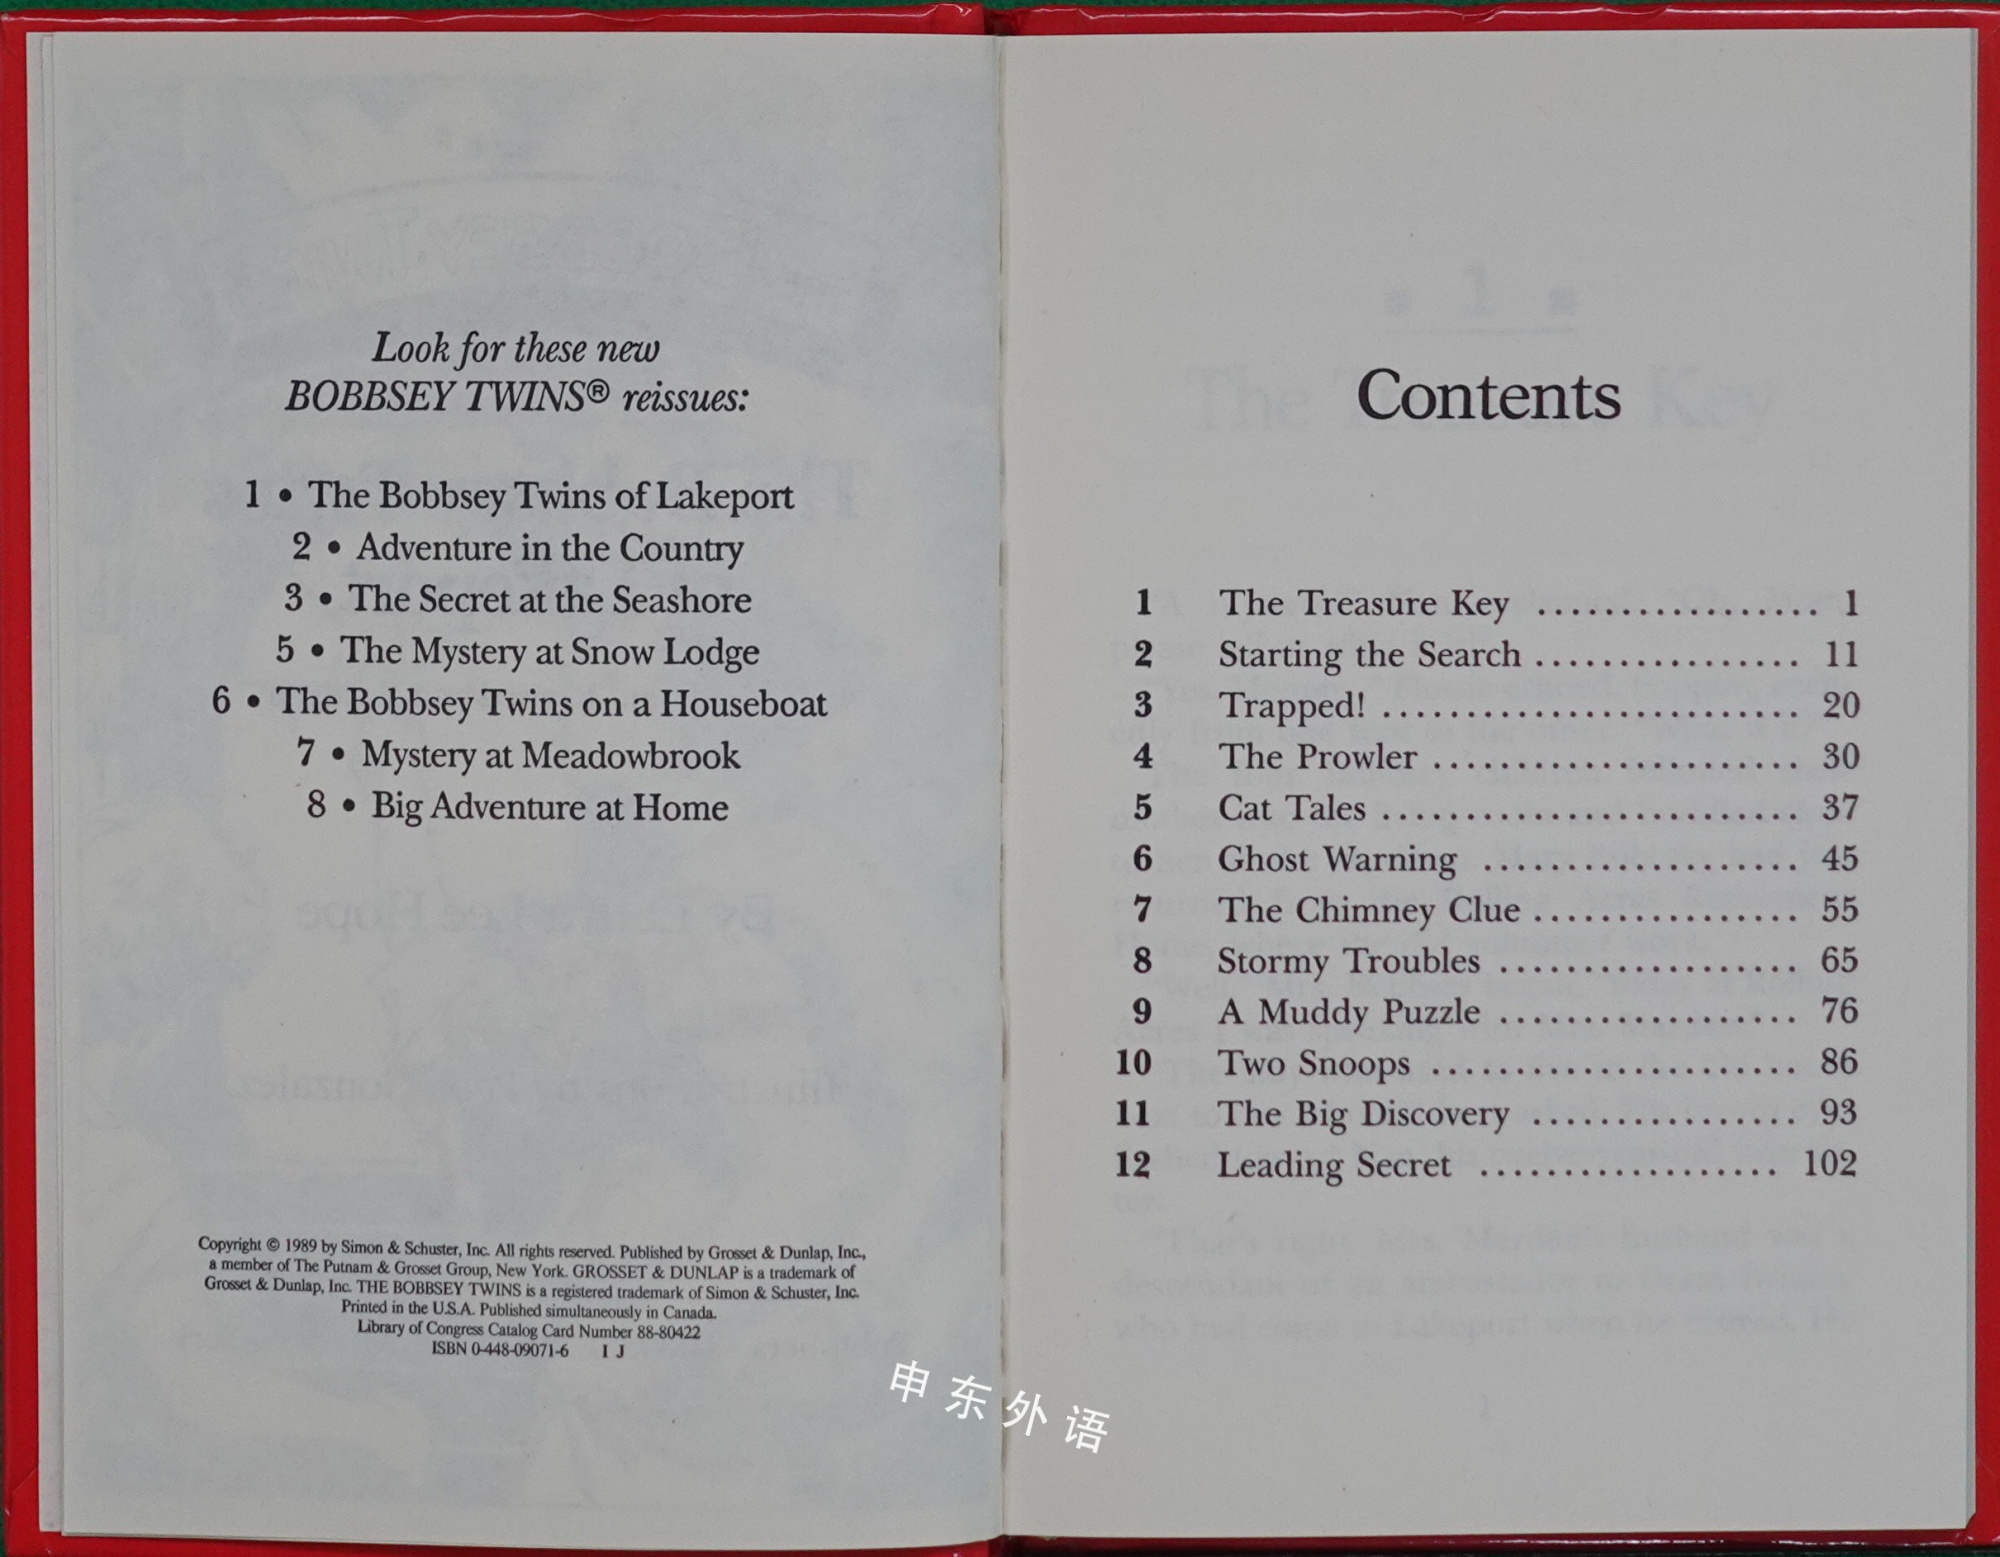 Look for these new
BOBBSEY TWINS® reissues:
1 • The Bobbsey Twins of Lakeport
2 • Adventure in the Country
3 • The Secret at the Seashore
5 • The Mystery at Snow Lodge
6 • The Bobbsey Twins on a Houseboat
7 • Mystery at Meadowbrook
8 • Big Adventure at Home
Copyright © 1989 by Simon & Schuster, Inc. All rights reserved. Published by Grosset & Dunlap, Inc.,
a member of The Putnam & Grosset Group, New York. GROSSET & DUNLAP is a trademark of
Grosset & Dunlap, Inc. THE BOBBSEY TWINS is a registered trademark of Simon & Schuster, Inc.
Printed in the U.S.A. Published simultaneously in Canada.
Library of Congress Catalog Card Number 88-80422
ISBN 0-448-09071-6 I J
Contents
1 The Treasure Key ................. 1
2 Starting the Search ................ 11
3 Trapped! ......................... 20
4 The Prowler ...................... 30
5 Cat Tales ......................... 37
6 Ghost Warning ................... 45
7 The Chimney Clue ................ 55
8 Stormy Troubles .................. 65
9 A Muddy Puzzle .................. 76
10 Two Snoops ...................... 86
11 The Big Discovery ................ 93
12 Leading Secret .................. 102
申东外语